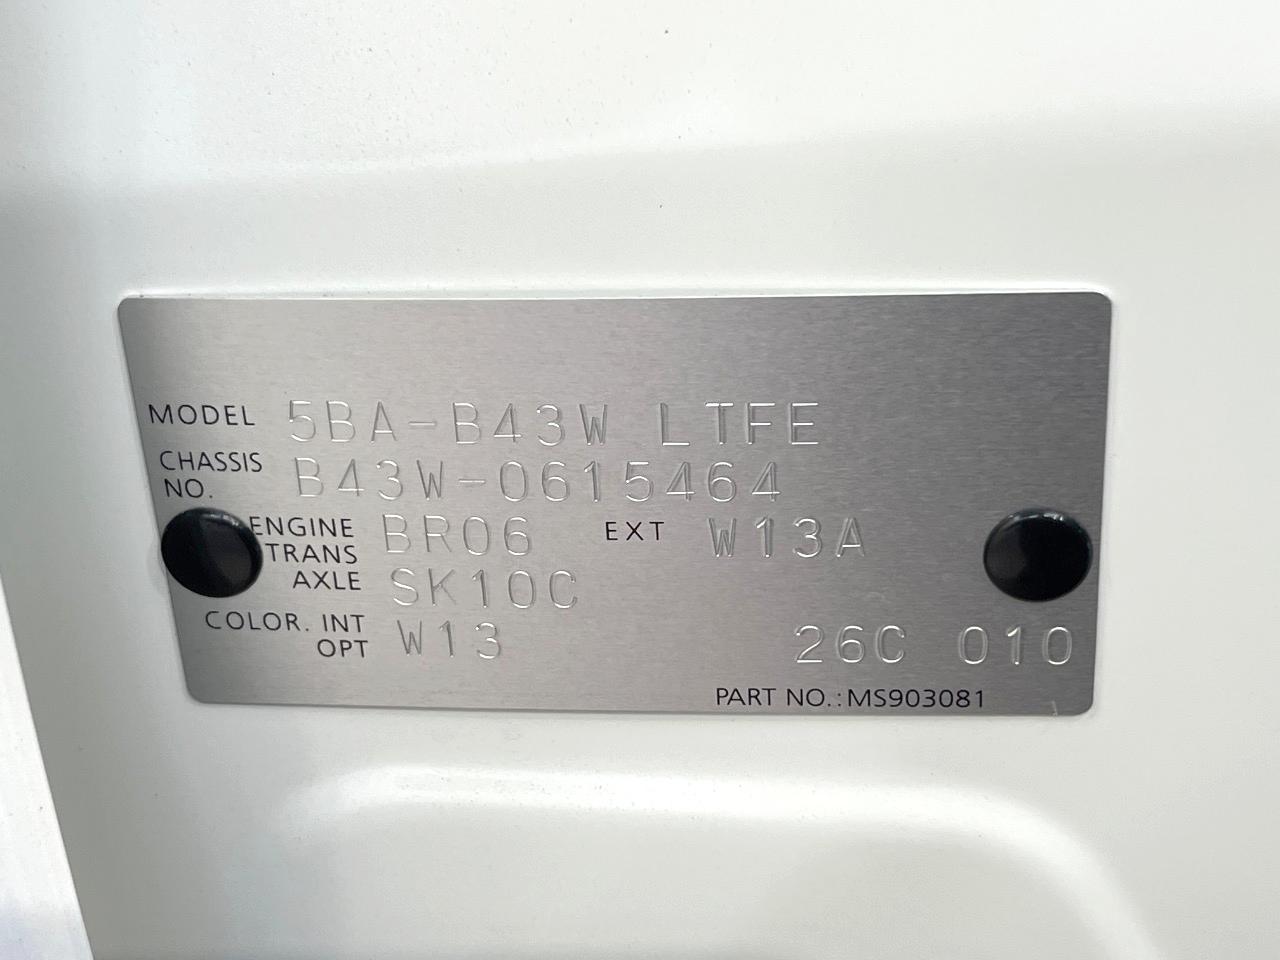 MODEL 5BA-B43W LTFE
CHASSIS NO. B43W-0615464
ENGINE BR06 EXT W13A
TRANS AXLE SK10C
COLOR. INT OPT W13 26C 010
PART NO.:MS903081